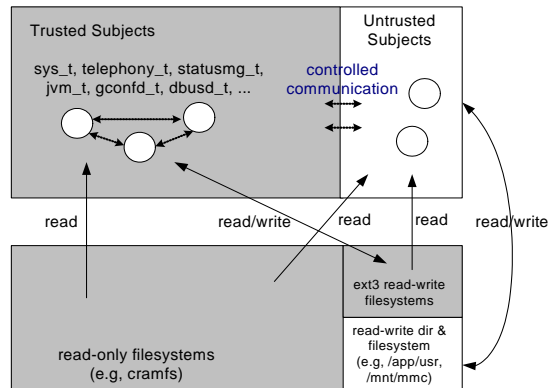 Trusted Subjects
Untrusted
Subjects
sys_t, telephony_t, statusmg_t,
jvm_t, gconfd_t, dbusd_t, ...
controlled
communication
read
read/write
read
read
read/write
ext3 read-write
filesystems
read-only filesystems
(e.g, cramfs)
read-write dir &
filesystem
(e.g, /app/usr,
/mnt/mmc)